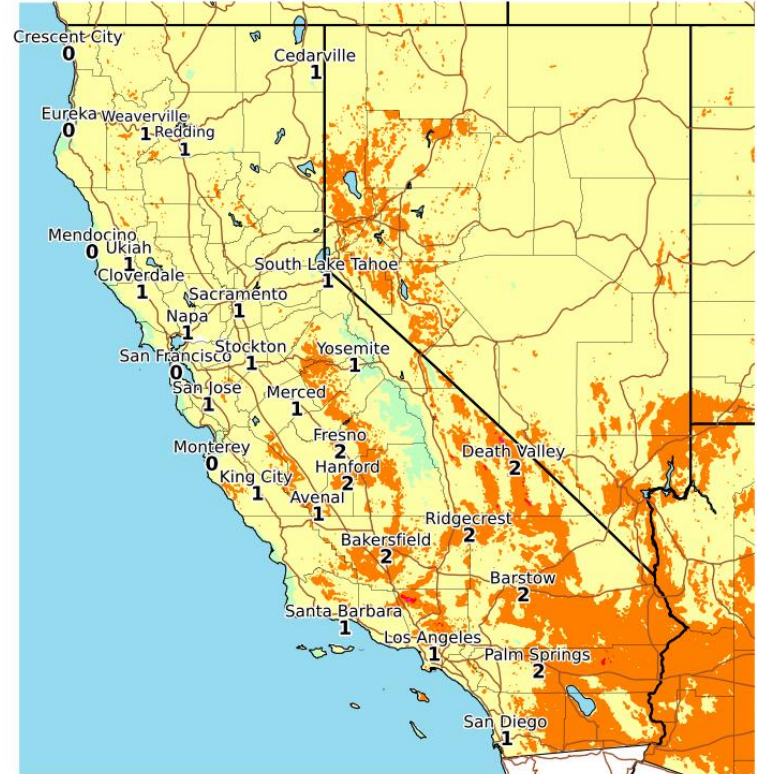 Crescent City
0
Cedarville
1
Eureka
0
Weaverville
1
Redding
1
Mendocino
0
Ukiah
1
Cloverdale
1
South Lake Tahoe
1
Sacramento
1
Napa
1
San Francisco
0
Stockton
1
Yosemite
1
San Jose
1
Merced
1
Fresno
2
Monterey
0
Hanford
2
Death Valley
2
King City
1
Avenal
1
Ridgecrest
2
Bakersfield
2
Barstow
2
Santa Barbara
1
Los Angeles
1
Palm Springs
2
San Diego
1